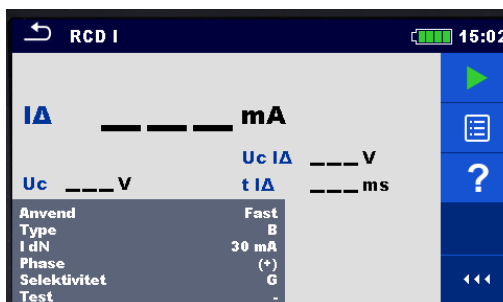 RCD I 15:02
IΔ ___ mA
Uc IΔ ___ V
Uc ___ V t IΔ ___ ms
?
Anvend Fast
Type B
I dN 30 mA
Phase (+)
Selektivitet G
Test -